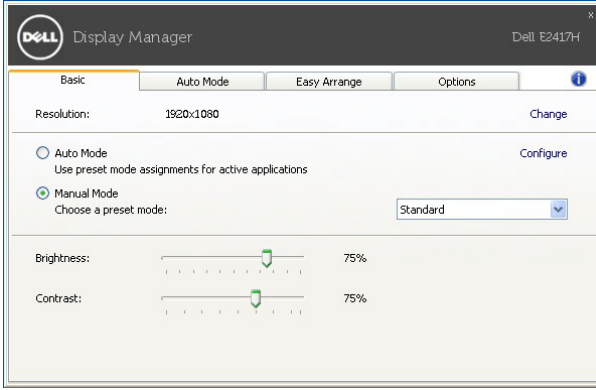 DELL Display Manager
x
Dell E2417H
Basic Auto Mode Easy Arrange Options i
Resolution: 1920x1080 Change
Auto Mode Configure
Use preset mode assignments for active applications
Manual Mode
Choose a preset mode: Standard
Brightness: 75%
Contrast: 75%